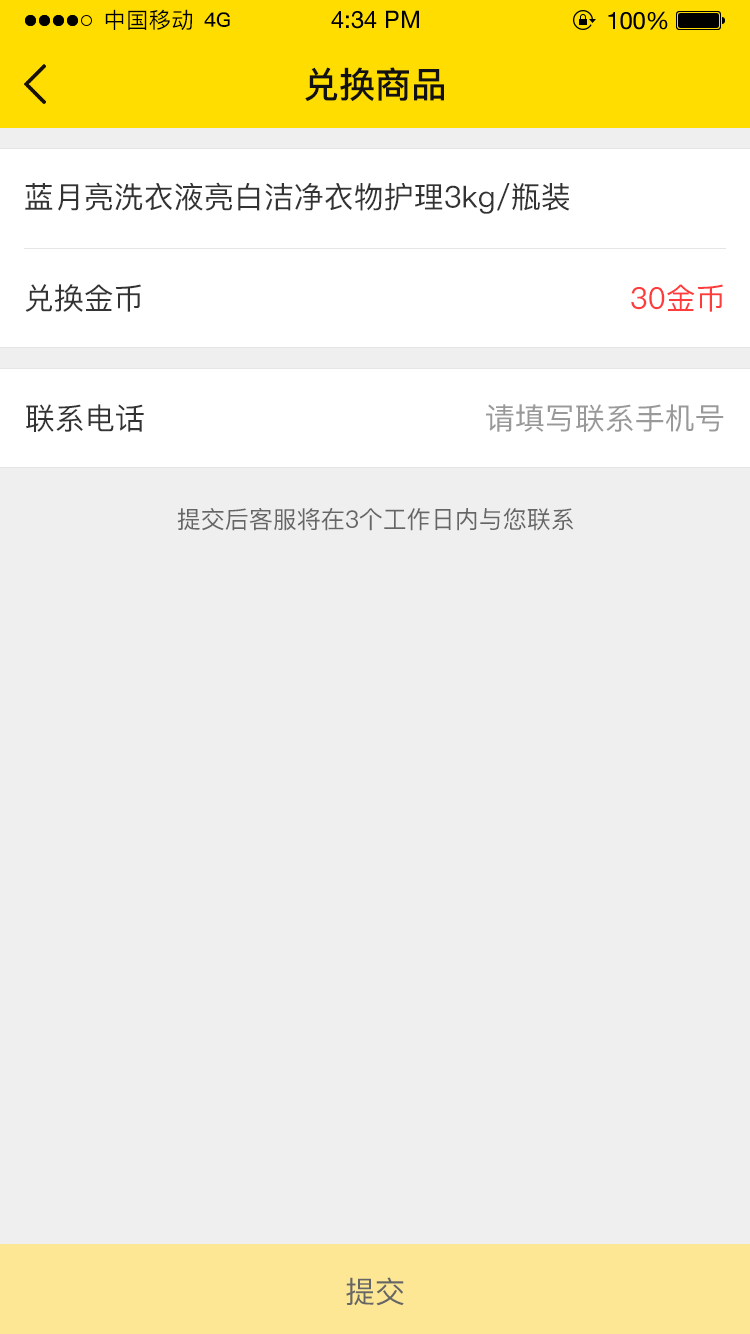 中国移动 4G 4:34 PM 100%
兑换商品
蓝月亮洗衣液亮白洁净衣物护理3kg/瓶装
兑换金币 30金币
联系电话 请填写联系手机号
提交后客服将在3个工作日内与您联系
提交